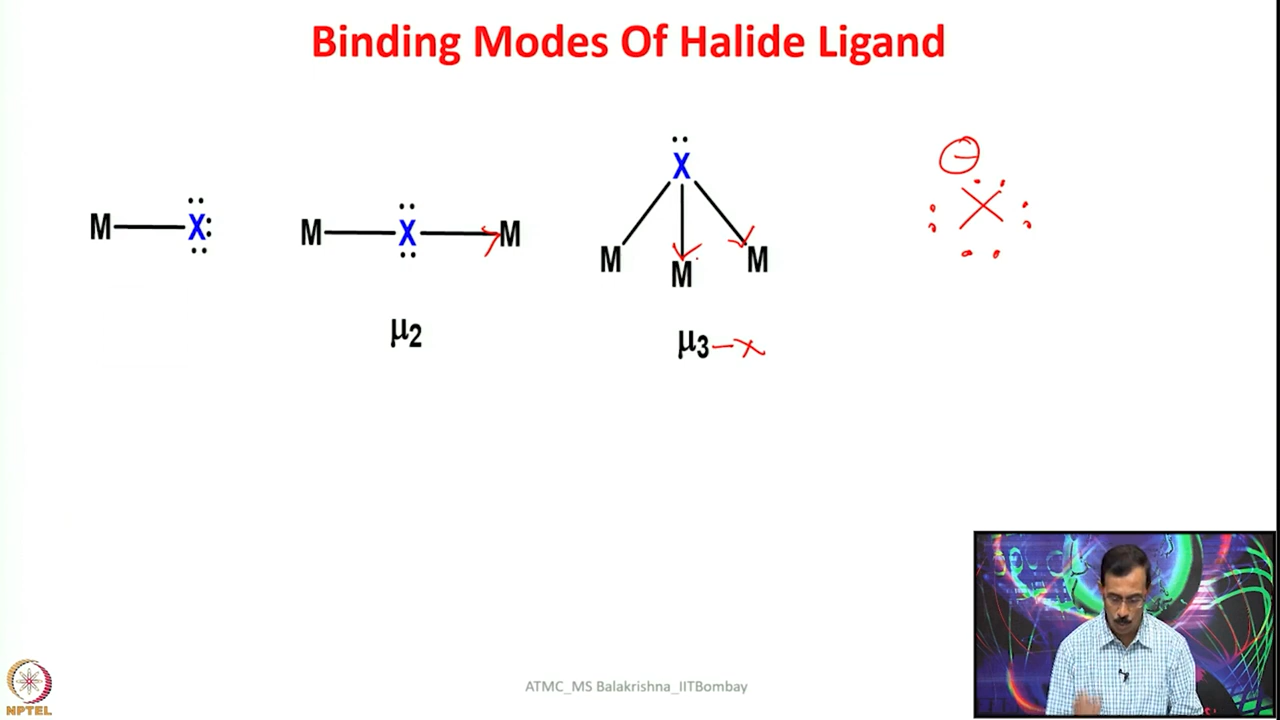 Binding Modes Of Halide Ligand
M X
M X M
X
M M M
X
μ2
μ3 -x
ATMC_MS Balakrishna_IITBombay
NPTEL